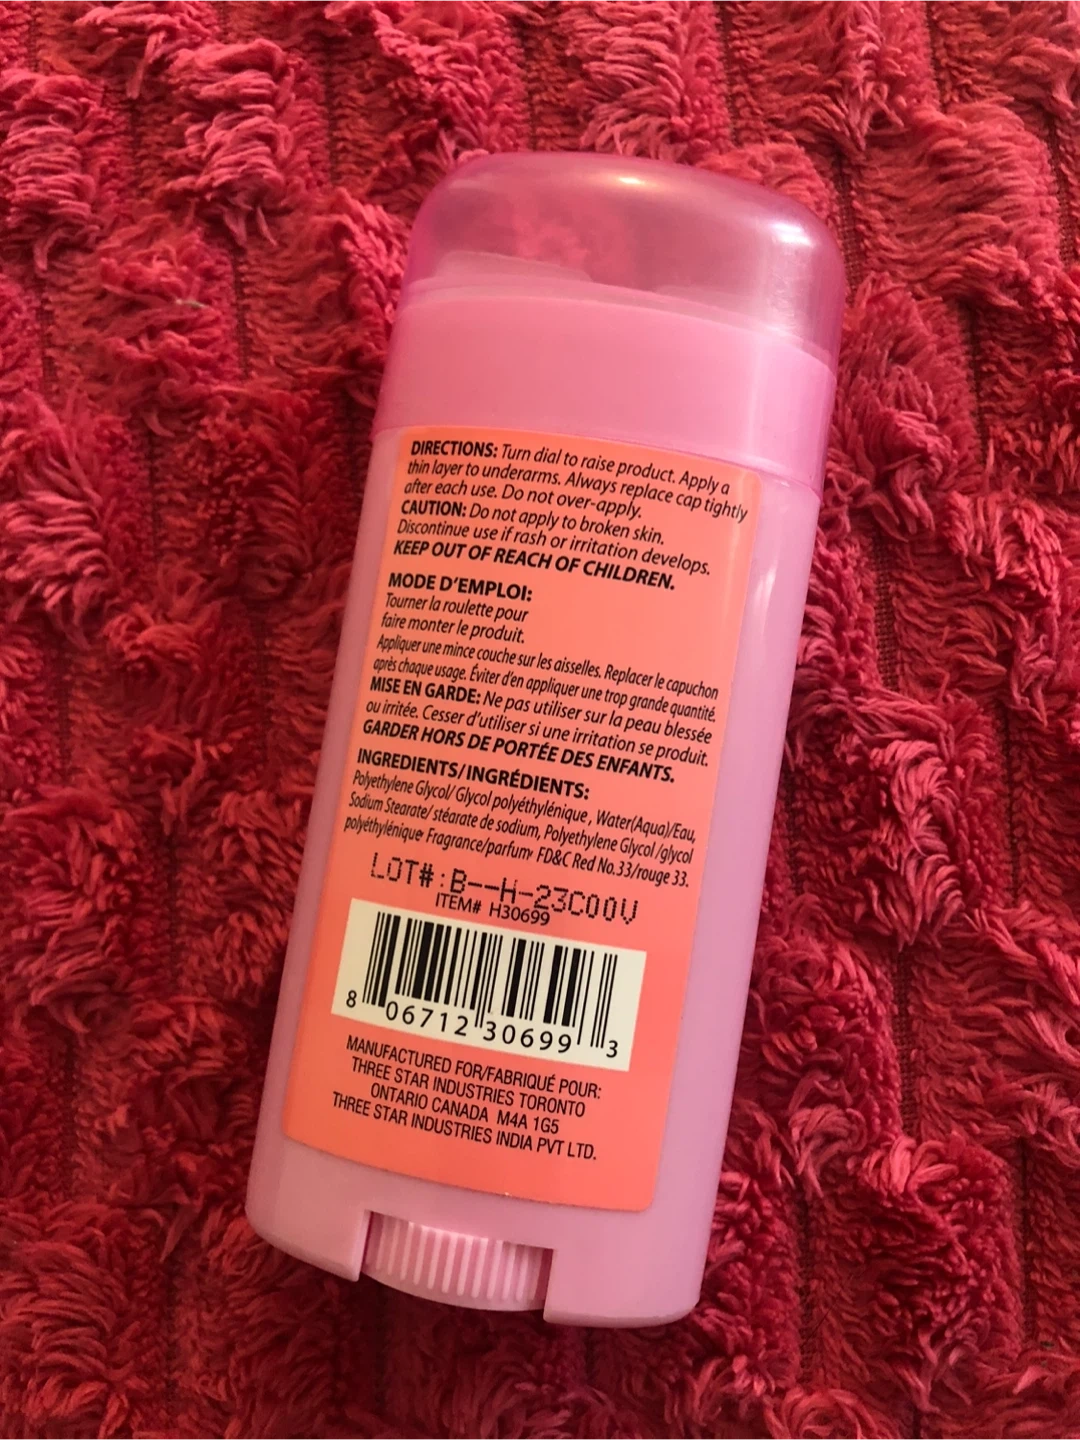 DIRECTIONS: Turn dial to raise product. Apply a
thin layer to underarms. Always replace cap tightly
after each use. Do not over-apply.
CAUTION: Do not apply to broken skin.
Discontinue use if rash or irritation develops.
KEEP OUT OF REACH OF CHILDREN.
MODE D'EMPLOI:
Tourner la roulette pour
faire monter le produit.
Appliquer une mince couche sur les aisselles. Replacer le capuchon
après chaque usage. Éviter d'en appliquer une trop grande quantité.
MISE EN GARDE: Ne pas utiliser sur la peau blessée
ou irritée. Cesser d'utiliser si une irritation se produit.
GARDER HORS DE PORTÉE DES ENFANTS.
INGREDIENTS/INGRÉDIENTS:
Polyethylene Glycol/ Glycol polyéthylénique, Water(Aqua)/Eau,
Sodium Stearate/ stéarate de sodium, Polyethylene Glycol /glycol
polyéthylénique, Fragrance/parfum, FD&C Red No.33/rouge 33.
LOT#:B--H-23C00V
ITEM# H30699
8 06712 30699 3
MANUFACTURED FOR/FABRIQUÉ POUR:
THREE STAR INDUSTRIES TORONTO
ONTARIO CANADA M4A 1G5
THREE STAR INDUSTRIES INDIA PVT LTD.